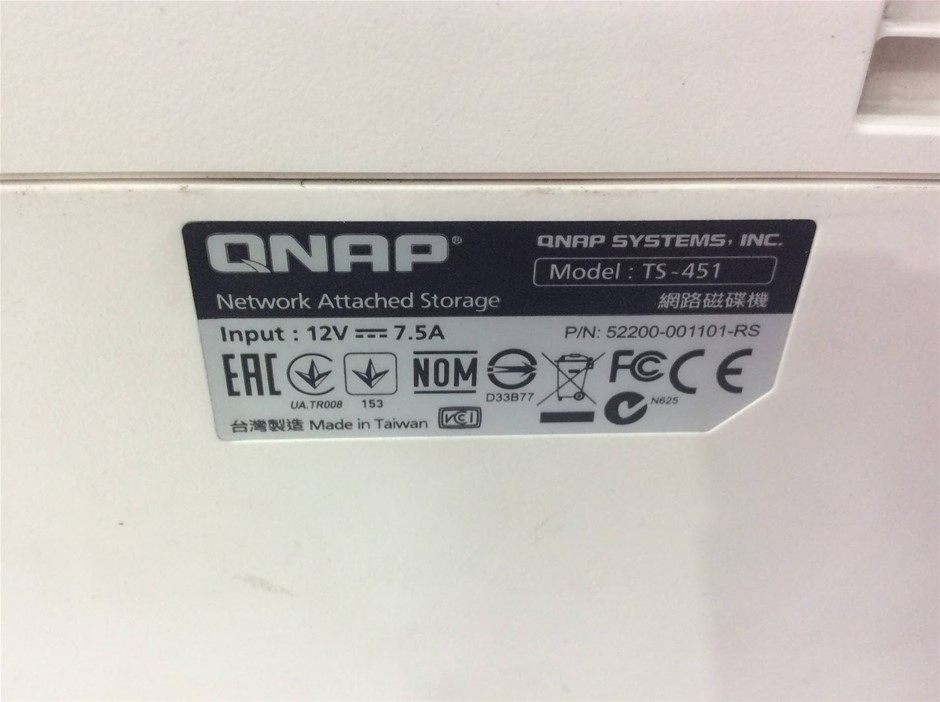 QNAP®
QNAP SYSTEMS, INC.
Model : TS-451
Network Attached Storage
網路磁碟機
Input : 12V ⎓ 7.5A
P/N: 52200-001101-RS
EAC
UA.TR008
153
NOM
D33B77
FC CE
N625
台灣製造 Made in Taiwan
VCI